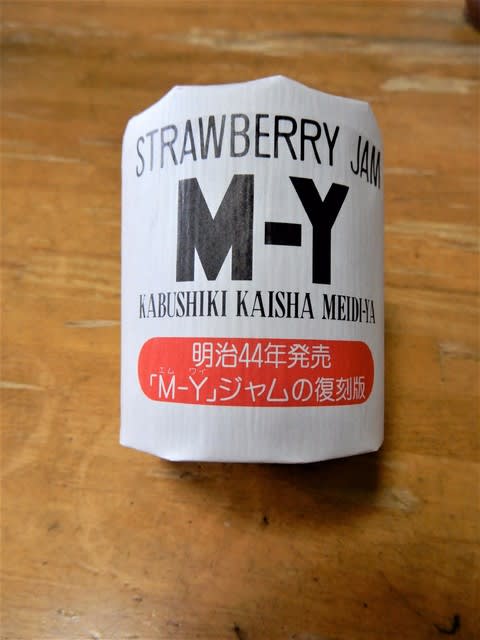 STRAWBERRY JAM
M-Y
KABUSHIKI KAISHA MEIDI-YA
明治44年発売
エム ワイ
「M-Y」ジャムの復刻版